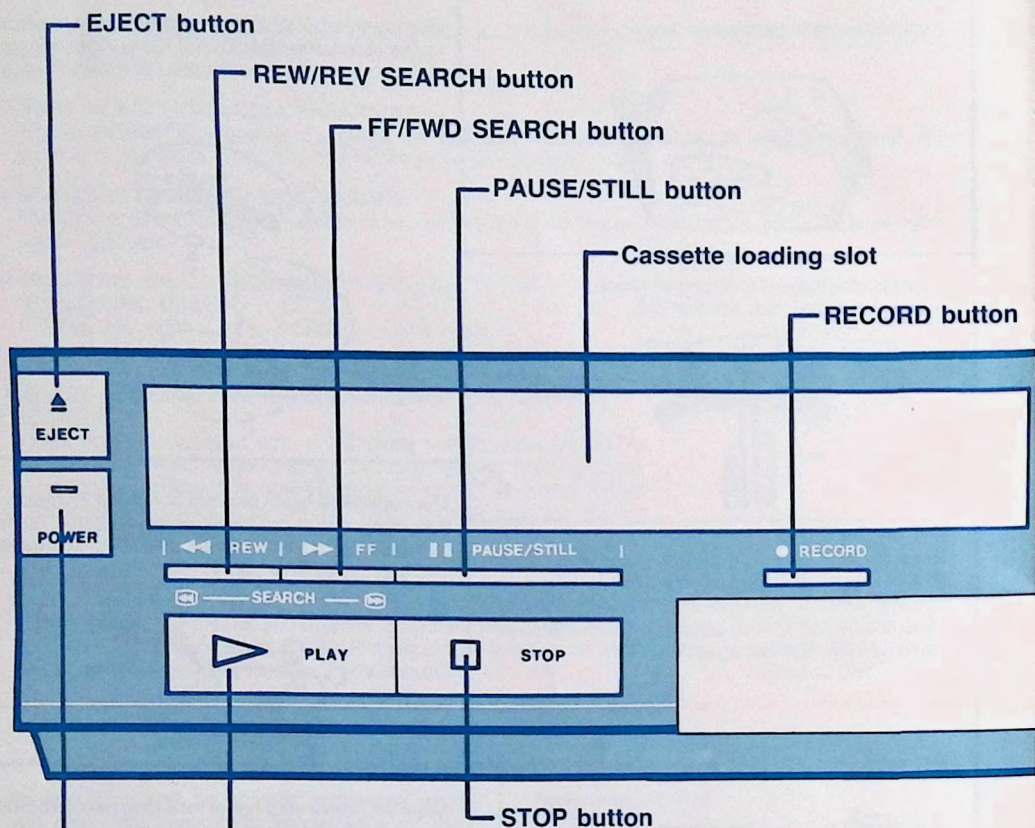 EJECT button
REW/REV SEARCH button
FF/FWD SEARCH button
PAUSE/STILL button
Cassette loading slot
RECORD button
EJECT
POWER
REW FF PAUSE/STILL RECORD
SEARCH
PLAY STOP
STOP button